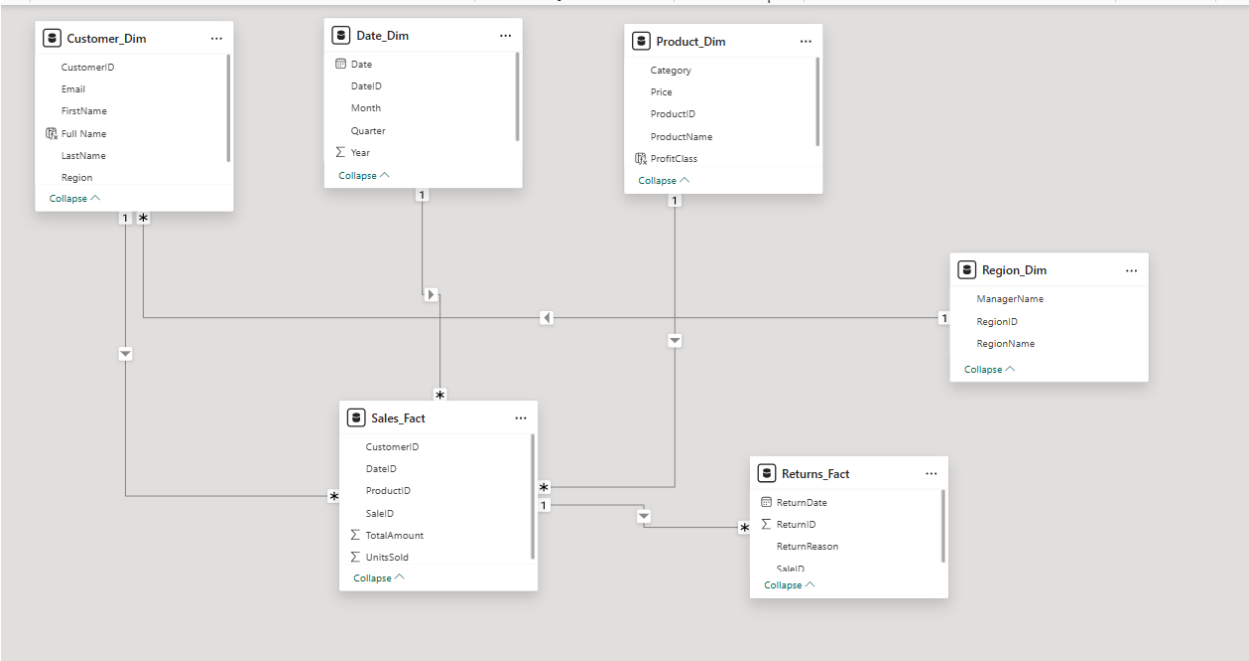 Customer_Dim
CustomerID
Email
FirstName
Full Name
LastName
Region
Collapse
Date_Dim
Date
DateID
Month
Quarter
Σ Year
Collapse
Product_Dim
Category
Price
ProductID
ProductName
ProfitClass
Collapse
Region_Dim
ManagerName
RegionID
RegionName
Collapse
1 *
1
1
1
*
Sales_Fact
CustomerID
DateID
ProductID
SaleID
Σ TotalAmount
Σ UnitsSold
Collapse
*
*
1
*
Returns_Fact
ReturnDate
Σ ReturnID
ReturnReason
SaleID
Collapse